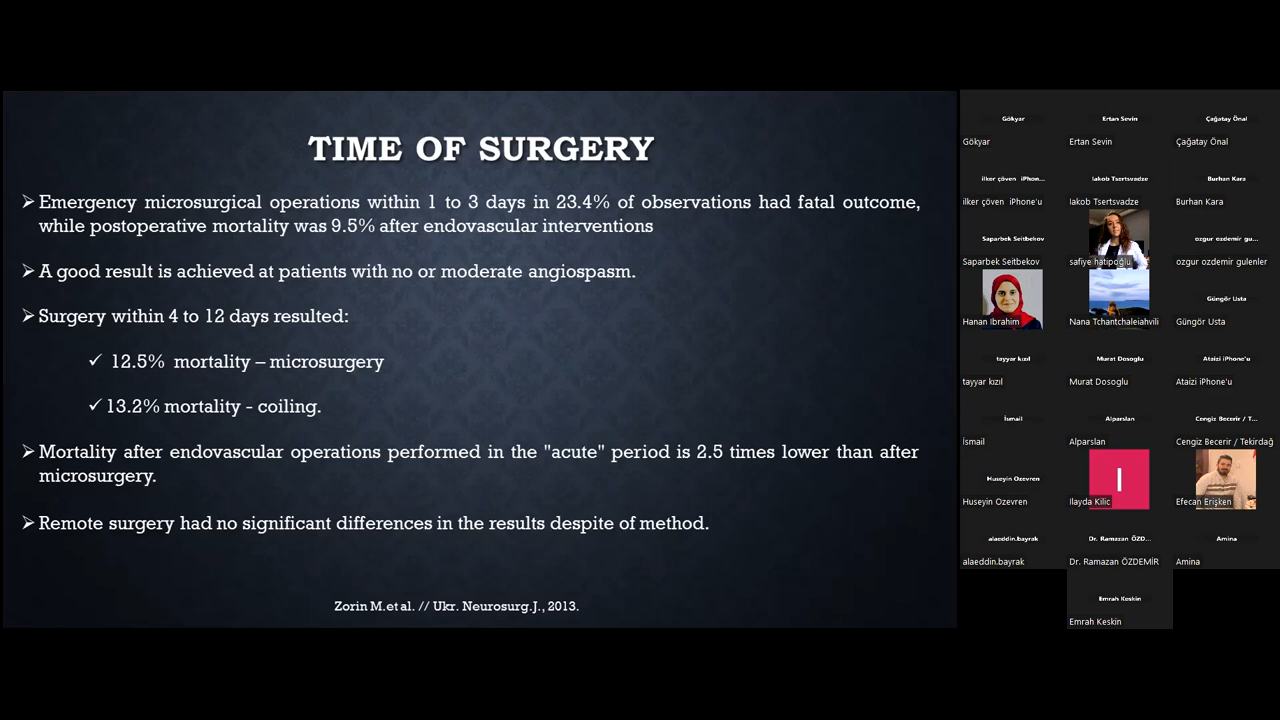 TIME OF SURGERY
➢ Emergency microsurgical operations within 1 to 3 days in 23.4% of observations had fatal outcome,
while postoperative mortality was 9.5% after endovascular interventions
➢ A good result is achieved at patients with no or moderate angiospasm.
➢ Surgery within 4 to 12 days resulted:
✓ 12.5% mortality – microsurgery
✓ 13.2% mortality - coiling.
➢ Mortality after endovascular operations performed in the "acute" period is 2.5 times lower than after
microsurgery.
➢ Remote surgery had no significant differences in the results despite of method.
Zorin M.et al. // Ukr. Neurosurg.J., 2013.
Gökyar Ertan Sevin Çağatay Önal
Gökyar Ertan Sevin Çağatay Önal
ilker çöven iPhon... Iakob Tsertsvadze Burhan Kara
ilker çöven iPhone'u Iakob Tsertsvadze Burhan Kara
Saparbek Seitbekov ozgur ozdemir gu...
Saparbek Seitbekov safiye hatipoğlu ozgur ozdemir gulenler
Güngör Usta
Hanan Ibrahim Nana Tchantchaleiahvili Güngör Usta
tayyar kızıl Murat Dosoglu Ataizi iPhone'u
tayyar kızıl Murat Dosoglu Ataizi iPhone'u
İsmail Alparslan Cengiz Becerir / T...
İsmail Alparslan Cengiz Becerir / Tekirdağ
Huseyin Ozevren I
Huseyin Ozevren Ilayda Kilic Efecan Erişken
alaeddin.bayrak Dr. Ramazan ÖZD... Amina
alaeddin.bayrak Dr. Ramazan ÖZDEMİR Amina
Emrah Keskin
Emrah Keskin